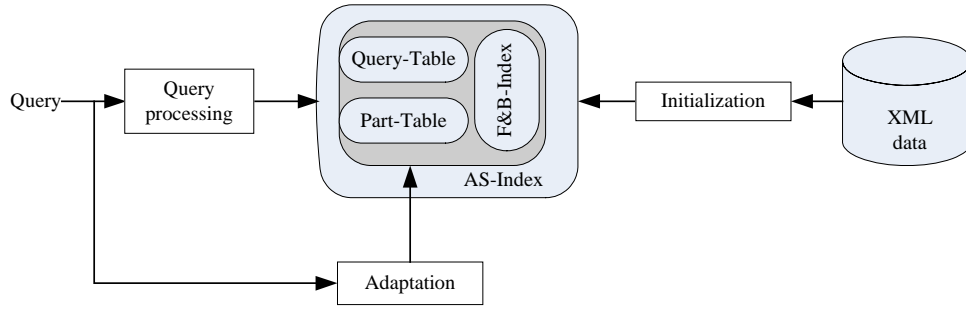 Query
Query
processing
Query-Table
Part-Table
F&B-Index
AS-Index
Initialization
XML
data
Adaptation